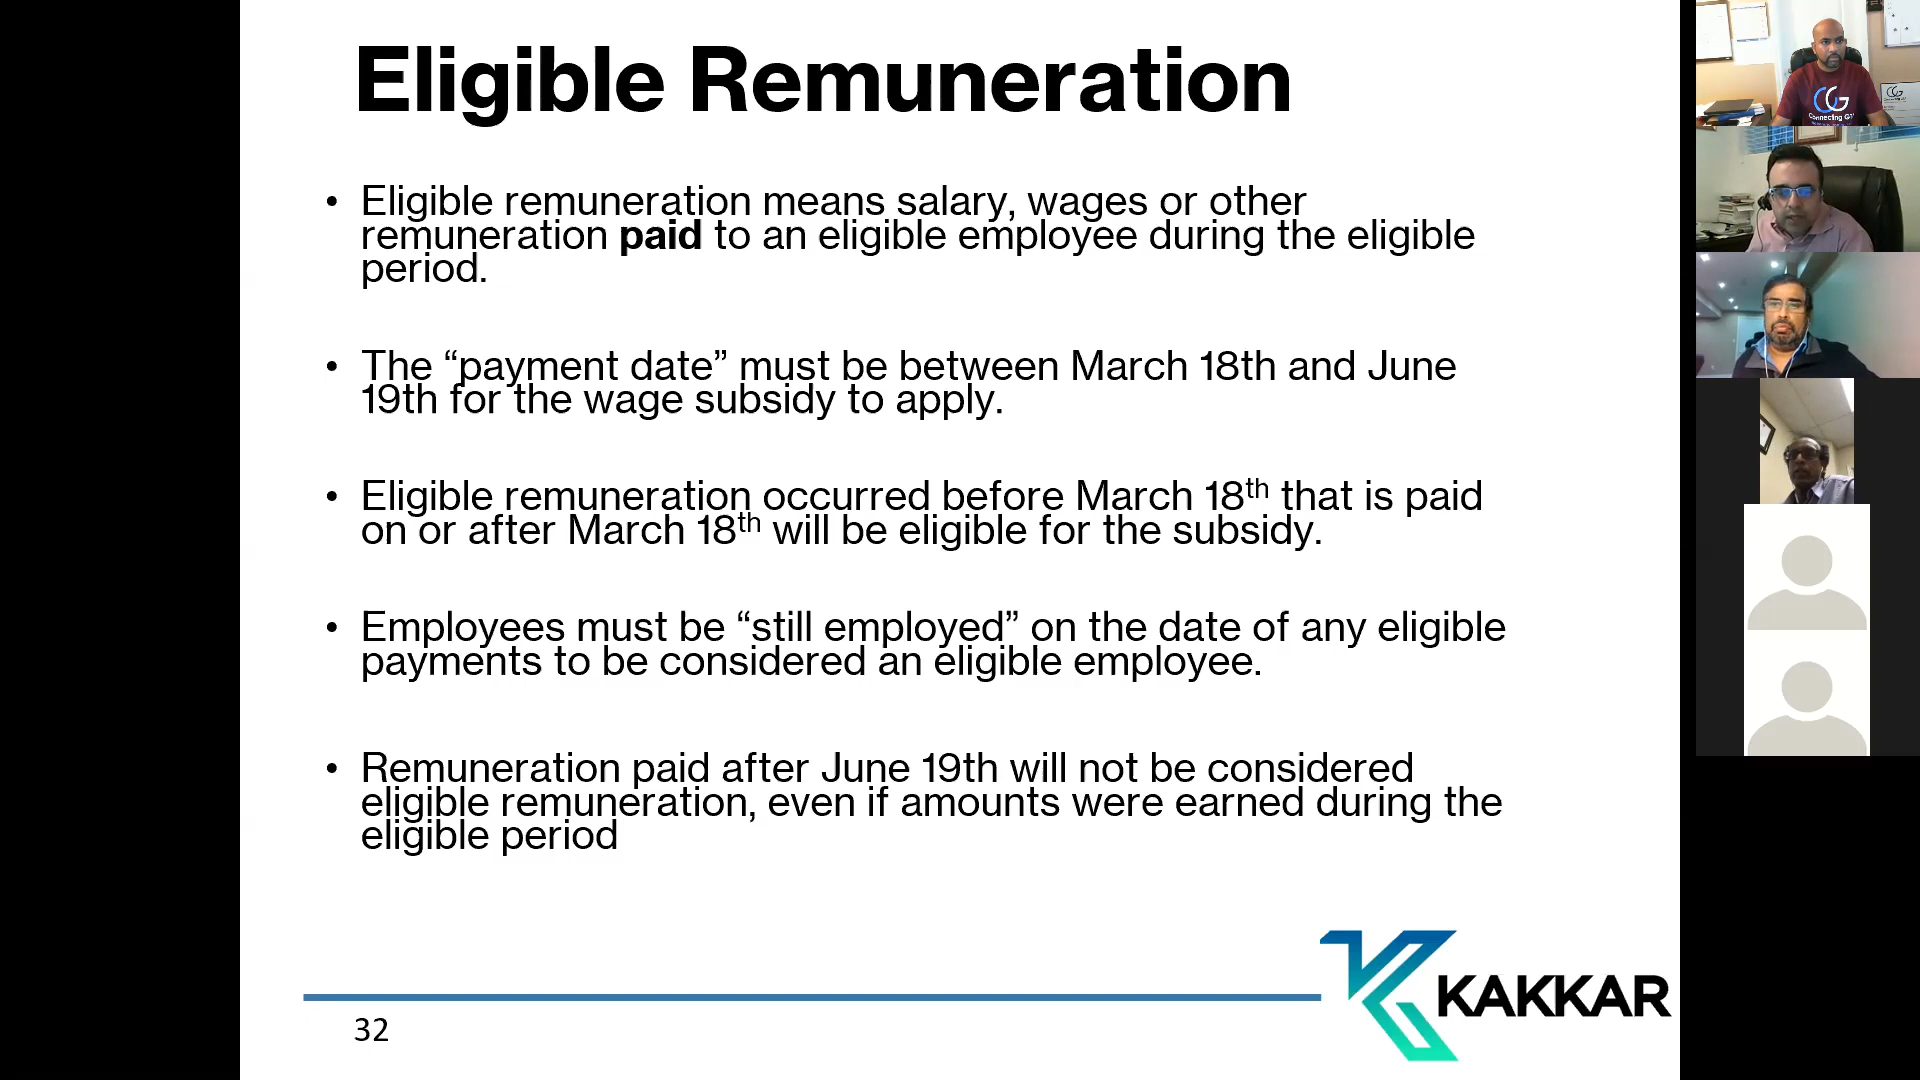 Eligible Remuneration
• Eligible remuneration means salary, wages or other
remuneration paid to an eligible employee during the eligible
period.
• The “payment date” must be between March 18th and June
19th for the wage subsidy to apply.
• Eligible remuneration occurred before March 18th that is paid
on or after March 18th will be eligible for the subsidy.
• Employees must be “still employed” on the date of any eligible
payments to be considered an eligible employee.
• Remuneration paid after June 19th will not be considered
eligible remuneration, even if amounts were earned during the
eligible period
KAKKAR
32
CG
Connecting GTA